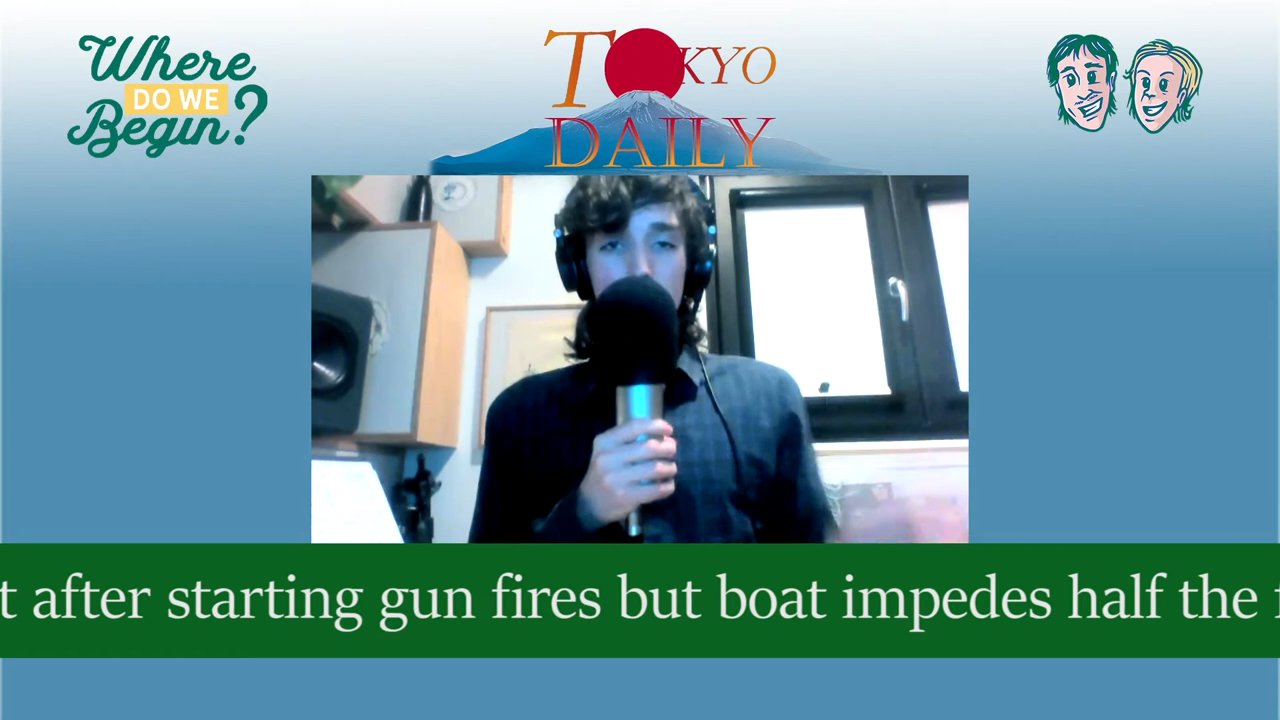 Where
DO WE
Begin?
TOKYO
DAILY
t after starting gun fires but boat impedes half the